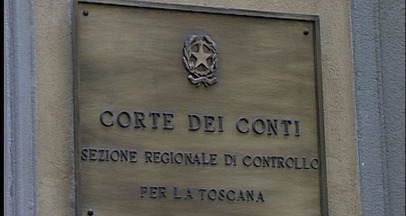 CORTE DEI CONTI
SEZIONE REGIONALE DI CONTROLLO
PER LA TOSCANA